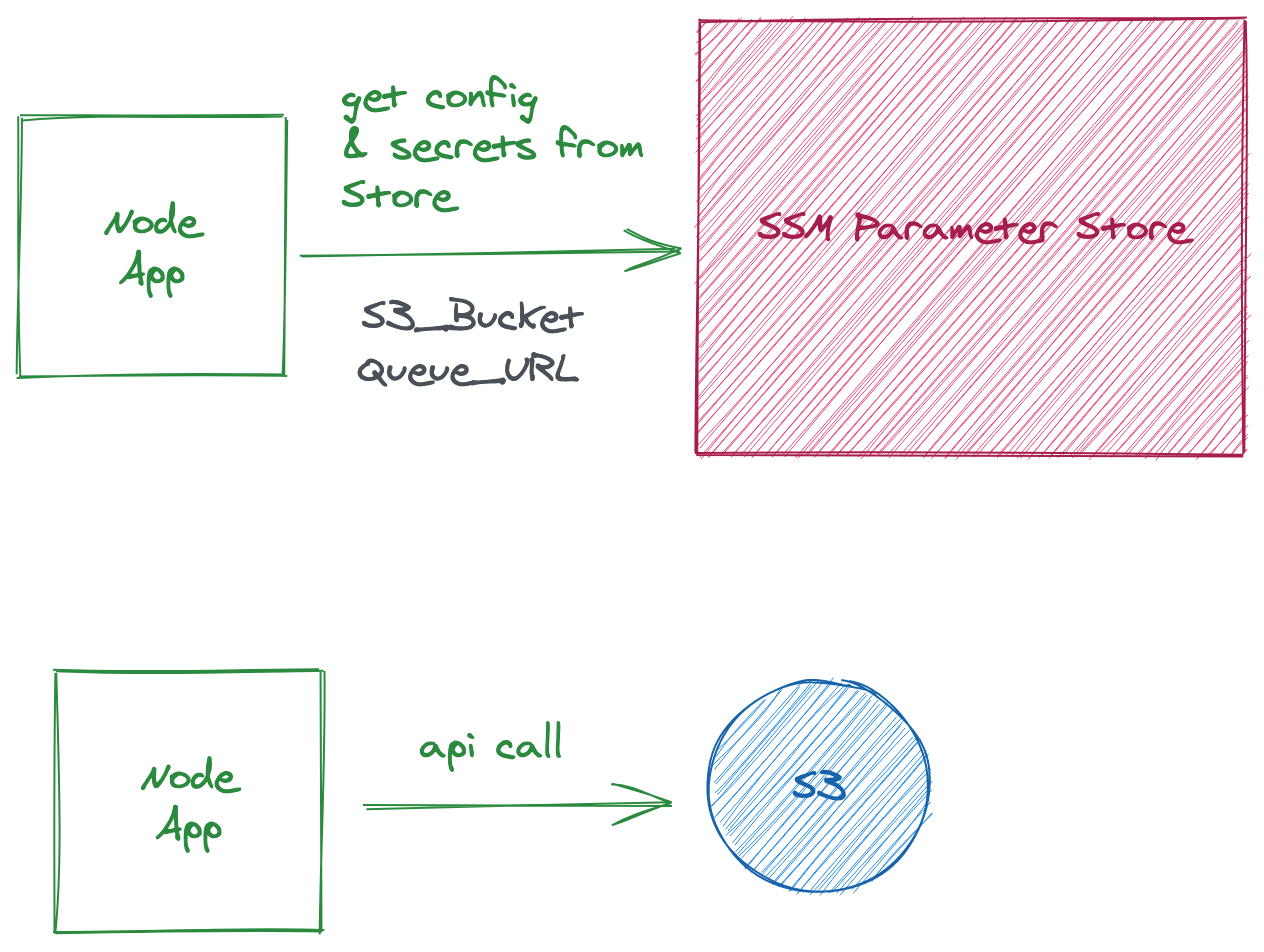 Node
App
get config
& secrets from
Store
S3_Bucket
Queue_URL
SSM Parameter Store
Node
App
api call
S3